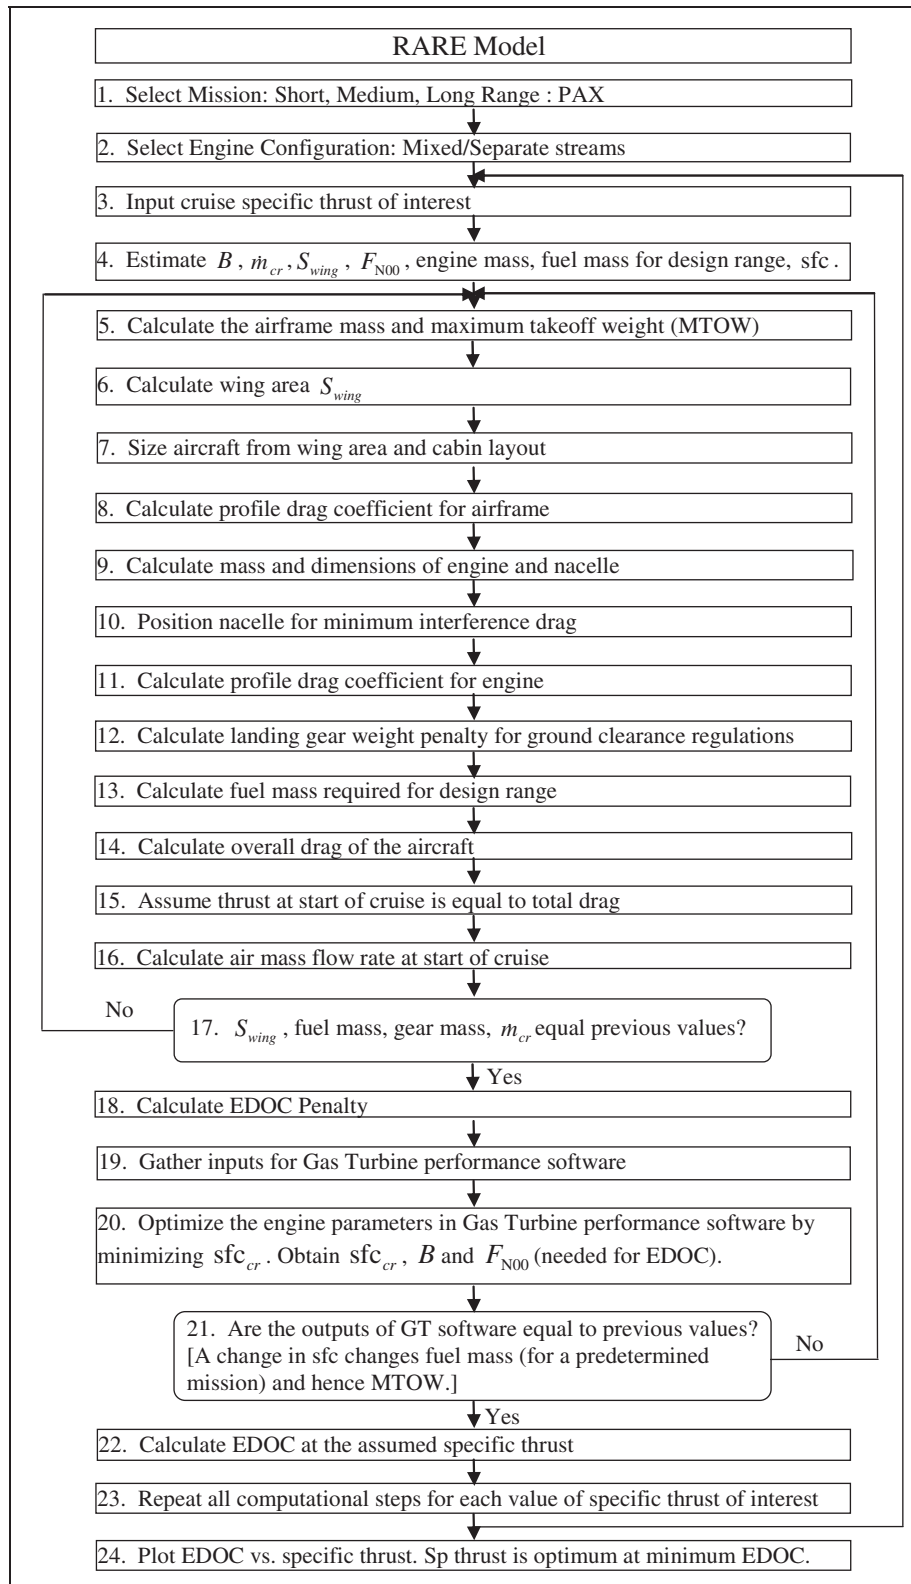 RARE Model
1. Select Mission: Short, Medium, Long Range : PAX
2. Select Engine Configuration: Mixed/Separate streams
3. Input cruise specific thrust of interest
4. Estimate B , ṁcr , Swing , FN00 , engine mass, fuel mass for design range, sfc .
5. Calculate the airframe mass and maximum takeoff weight (MTOW)
6. Calculate wing area Swing
7. Size aircraft from wing area and cabin layout
8. Calculate profile drag coefficient for airframe
9. Calculate mass and dimensions of engine and nacelle
10. Position nacelle for minimum interference drag
11. Calculate profile drag coefficient for engine
12. Calculate landing gear weight penalty for ground clearance regulations
13. Calculate fuel mass required for design range
14. Calculate overall drag of the aircraft
15. Assume thrust at start of cruise is equal to total drag
16. Calculate air mass flow rate at start of cruise
No
17. Swing , fuel mass, gear mass, ṁcr equal previous values?
Yes
18. Calculate EDOC Penalty
19. Gather inputs for Gas Turbine performance software
20. Optimize the engine parameters in Gas Turbine performance software by
minimizing sfccr . Obtain sfccr , B and FN00 (needed for EDOC).
21. Are the outputs of GT software equal to previous values?
[A change in sfc changes fuel mass (for a predetermined
mission) and hence MTOW.]
No
Yes
22. Calculate EDOC at the assumed specific thrust
23. Repeat all computational steps for each value of specific thrust of interest
24. Plot EDOC vs. specific thrust. Sp thrust is optimum at minimum EDOC.